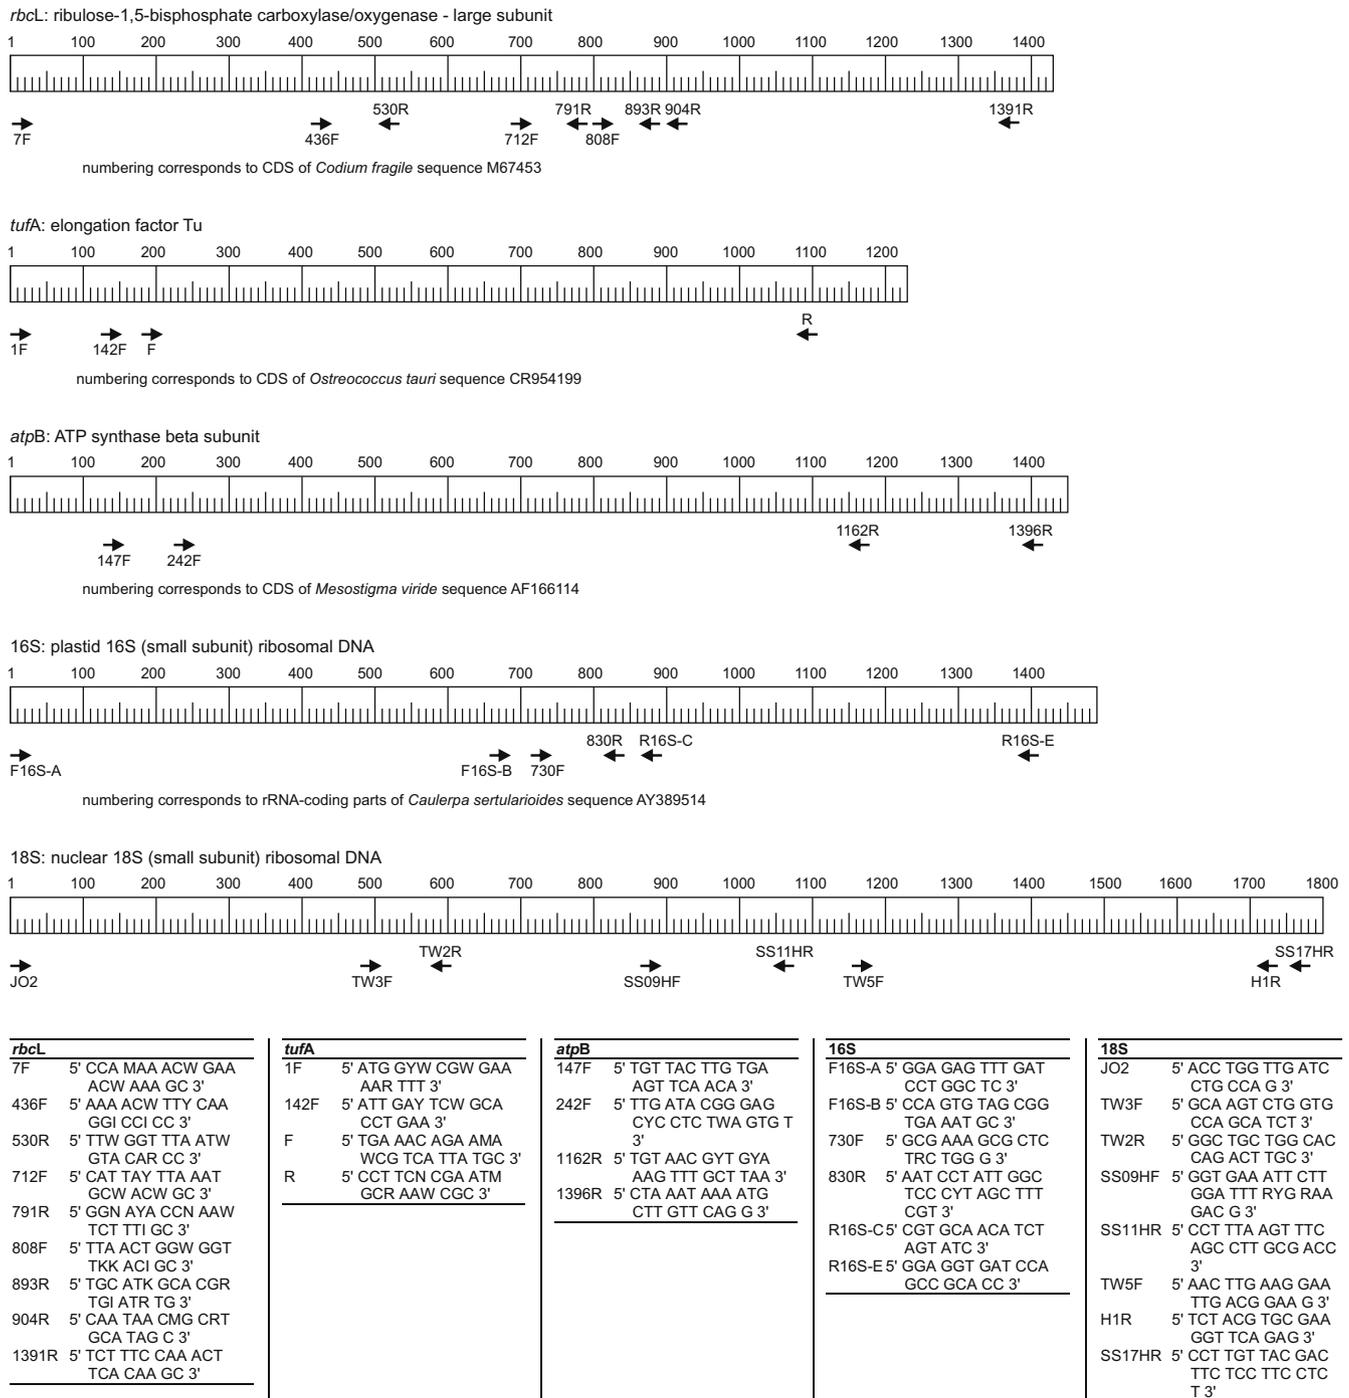 rbcL: ribulose-1,5-bisphosphate carboxylase/oxygenase - large subunit
1 100 200 300 400 500 600 700 800 900 1000 1100 1200 1300 1400
530R 791R 893R 904R 1391R
7F 436F 712F 808F
numbering corresponds to CDS of Codium fragile sequence M67453
tufA: elongation factor Tu
1 100 200 300 400 500 600 700 800 900 1000 1100 1200
R
1F 142F F
numbering corresponds to CDS of Ostreococcus tauri sequence CR954199
atpB: ATP synthase beta subunit
1 100 200 300 400 500 600 700 800 900 1000 1100 1200 1300 1400
1162R 1396R
147F 242F
numbering corresponds to CDS of Mesostigma viride sequence AF166114
16S: plastid 16S (small subunit) ribosomal DNA
1 100 200 300 400 500 600 700 800 900 1000 1100 1200 1300 1400
830R R16S-C R16S-E
F16S-A F16S-B 730F
numbering corresponds to rRNA-coding parts of Caulerpa sertularioides sequence AY389514
18S: nuclear 18S (small subunit) ribosomal DNA
1 100 200 300 400 500 600 700 800 900 1000 1100 1200 1300 1400 1500 1600 1700 1800
TW2R SS11HR SS17HR
JO2 TW3F SS09HF TW5F H1R
rbcL
7F 5' CCA MAA ACW GAA
ACW AAA GC 3'
436F 5' AAA ACW TTY CAA
GGI CCI CC 3'
530R 5' TTW GGT TTA ATW
GTA CAR CC 3'
712F 5' CAT TAY TTA AAT
GCW ACW GC 3'
791R 5' GGN AYA CCN AAW
TCT TTI GC 3'
808F 5' TTA ACT GGW GGT
TKK ACI GC 3'
893R 5' TGC ATK GCA CGR
TGI ATR TG 3'
904R 5' CAA TAA CMG CRT
GCA TAG C 3'
1391R 5' TCT TTC CAA ACT
TCA CAA GC 3'
tufA
1F 5' ATG GYW CGW GAA
AAR TTT 3'
142F 5' ATT GAY TCW GCA
CCT GAA 3'
F 5' TGA AAC AGA AMA
WCG TCA TTA TGC 3'
R 5' CCT TCN CGA ATM
GCR AAW CGC 3'
atpB
147F 5' TGT TAC TTG TGA
AGT TCA ACA 3'
242F 5' TTG ATA CGG GAG
CYC CTC TWA GTG T
3'
1162R 5' TGT AAC GYT GYA
AAG TTT GCT TAA 3'
1396R 5' CTA AAT AAA ATG
CTT GTT CAG G 3'
16S
F16S-A 5' GGA GAG TTT GAT
CCT GGC TC 3'
F16S-B 5' CCA GTG TAG CGG
TGA AAT GC 3'
730F 5' GCG AAA GCG CTC
TRC TGG G 3'
830R 5' AAT CCT ATT GGC
TCC CYT AGC TTT
CGT 3'
R16S-C 5' CGT GCA ACA TCT
AGT ATC 3'
R16S-E 5' GGA GGT GAT CCA
GCC GCA CC 3'
18S
JO2 5' ACC TGG TTG ATC
CTG CCA G 3'
TW3F 5' GCA AGT CTG GTG
CCA GCA TCT 3'
TW2R 5' GGC TGC TGG CAC
CAG ACT TGC 3'
SS09HF 5' GGT GAA ATT CTT
GGA TTT RYG RAA
GAC G 3'
SS11HR 5' CCT TTA AGT TTC
AGC CTT GCG ACC
3'
TW5F 5' AAC TTG AAG GAA
TTG ACG GAA G 3'
H1R 5' TCT ACG TGC GAA
GGT TCA GAG 3'
SS17HR 5' CCT TGT TAC GAC
TTC TCC TTC CTC
T 3'